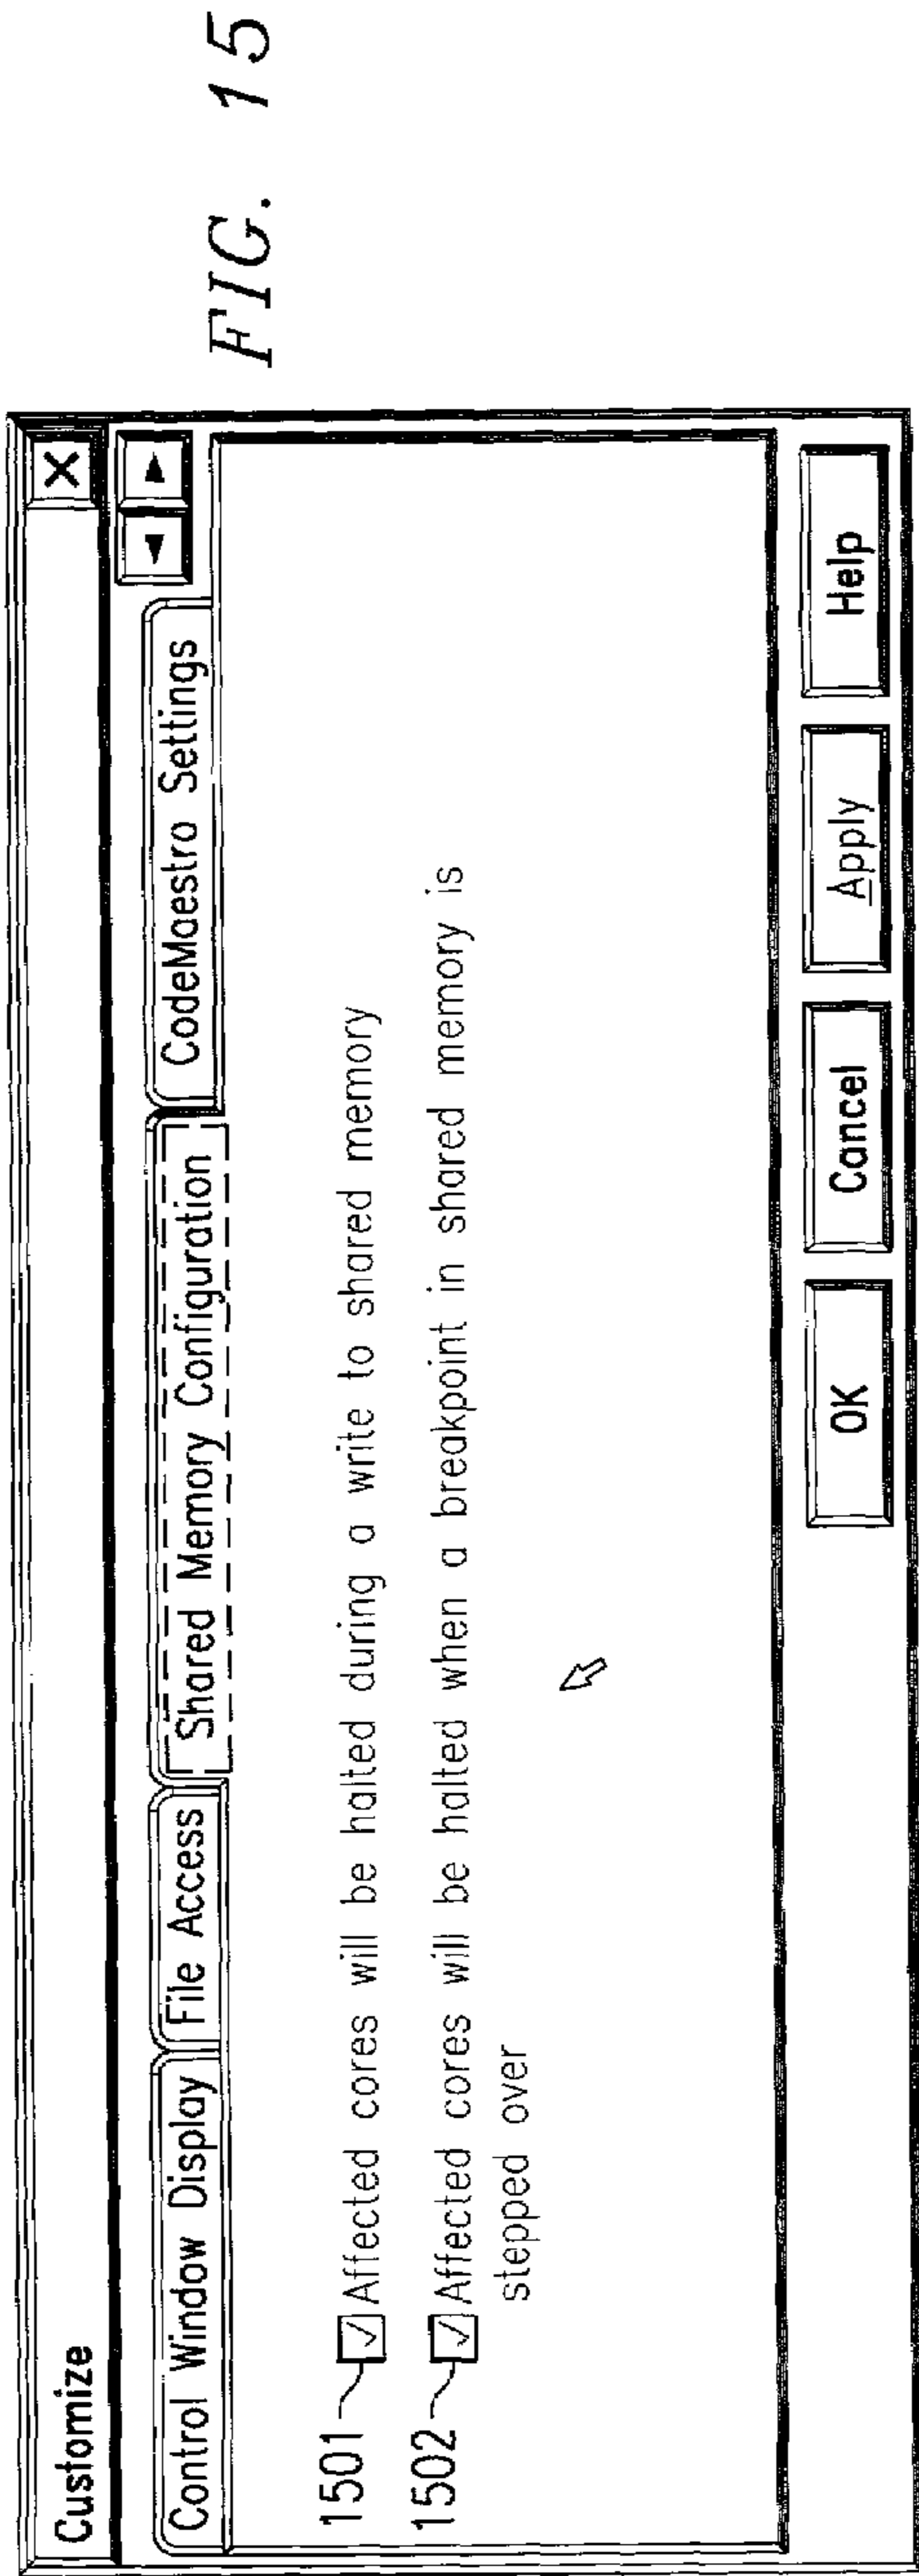 Customize
X
Control Window Display
File Access
Shared Memory Configuration
CodeMaestro Settings
1501
Affected cores will be halted during a write to shared memory
1502
Affected cores will be halted when a breakpoint in shared memory is
stepped over
OK
Cancel
Apply
Help
FIG. 15